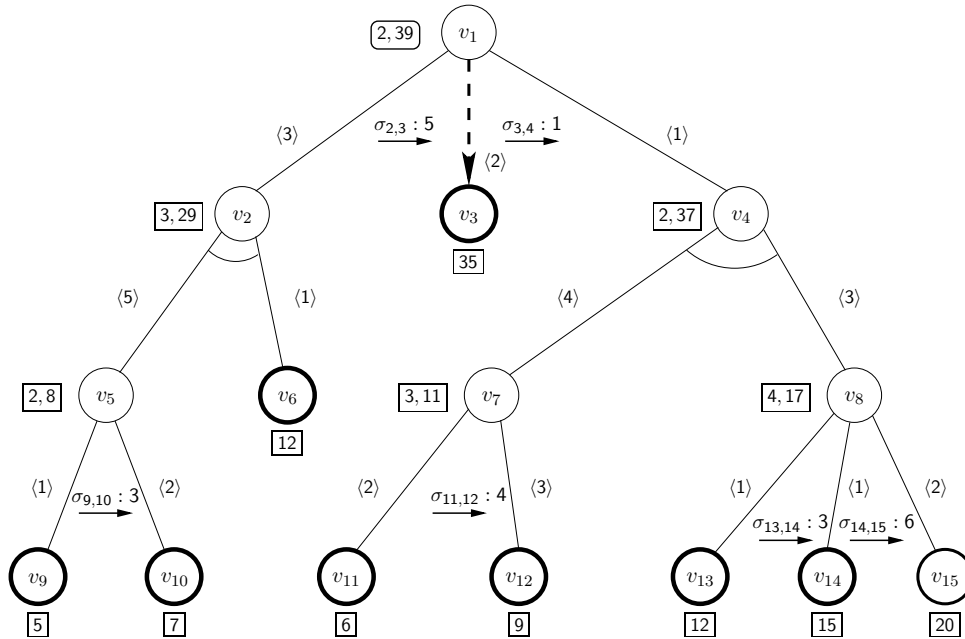 2, 39 v₁
⟨3⟩ σ₂,₃ : 5 σ₃,₄ : 1 ⟨1⟩
⟨2⟩
3, 29 v₂ v₃ 2, 37 v₄
35
⟨5⟩ ⟨1⟩ ⟨4⟩ ⟨3⟩
2, 8 v₅ v₆ 3, 11 v₇ 4, 17 v₈
12
⟨1⟩ σ₉,₁₀ : 3 ⟨2⟩ ⟨2⟩ σ₁₁,₁₂ : 4 ⟨3⟩ ⟨1⟩ ⟨1⟩ ⟨2⟩
σ₁₃,₁₄ : 3 σ₁₄,₁₅ : 6
v₉ v₁₀ v₁₁ v₁₂ v₁₃ v₁₄ v₁₅
5 7 6 9 12 15 20